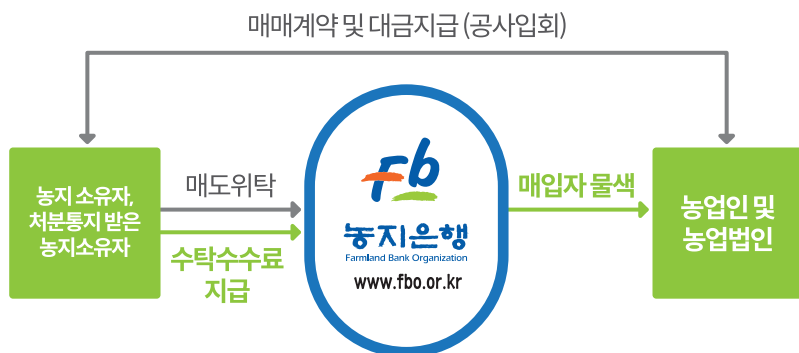 매매계약 및 대금지급 (공사입회)
농지 소유자,
처분통지 받은
농지소유자
매도위탁
수탁수수료
지급
Fb
농지은행
Farmland Bank Organization
www.fbo.or.kr
매입자 물색
농업인 및
농업법인